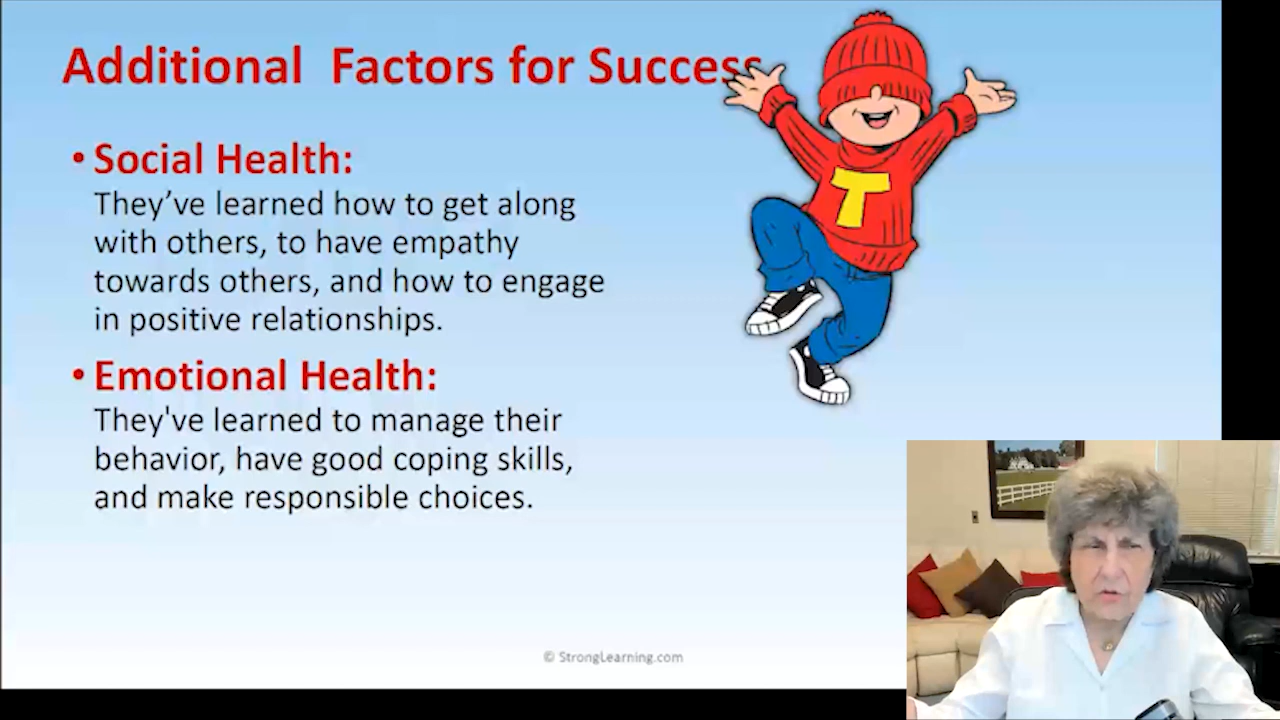 Additional  Factors for Success
• Social Health:
They’ve learned how to get along
with others, to have empathy
towards others, and how to engage
in positive relationships.
• Emotional Health:
They've learned to manage their
behavior, have good coping skills,
and make responsible choices.
T
© StrongLearning.com